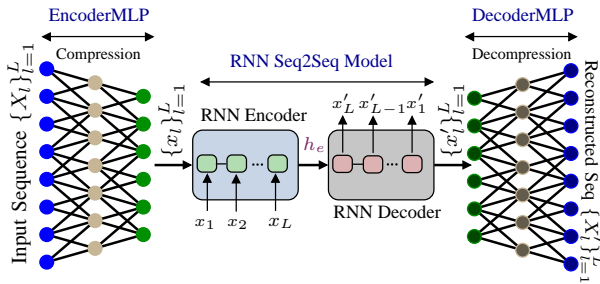 EncoderMLP
DecoderMLP
Compression
RNN Seq2Seq Model
Decompression
Input Sequence {X_l}_{l=1}^L
{x_l}_{l=1}^L
RNN Encoder
x'_L x'_{L-1} x'_1
h_e
...
...
RNN Decoder
x_1 x_2 x_L
{x'_l}_{l=1}^L
Reconstructed Seq {X'_l}_{l=1}^L